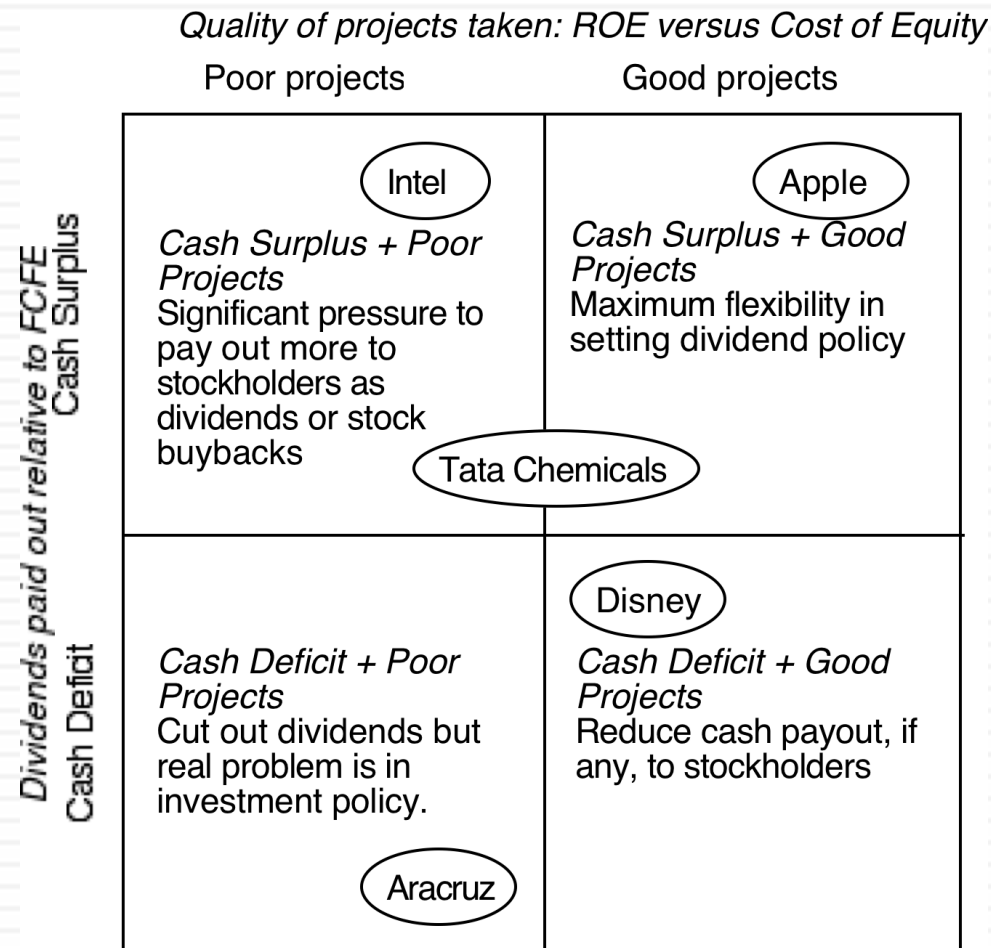 Quality of projects taken: ROE versus Cost of Equity
Poor projects
Good projects
Dividends paid out relative to FCFE
Cash Surplus
Cash Deficit
Intel
Cash Surplus + Poor
Projects
Significant pressure to
pay out more to
stockholders as
dividends or stock
buybacks
Apple
Cash Surplus + Good
Projects
Maximum flexibility in
setting dividend policy
Tata Chemicals
Cash Deficit + Poor
Projects
Cut out dividends but
real problem is in
investment policy.
Aracruz
Disney
Cash Deficit + Good
Projects
Reduce cash payout, if
any, to stockholders